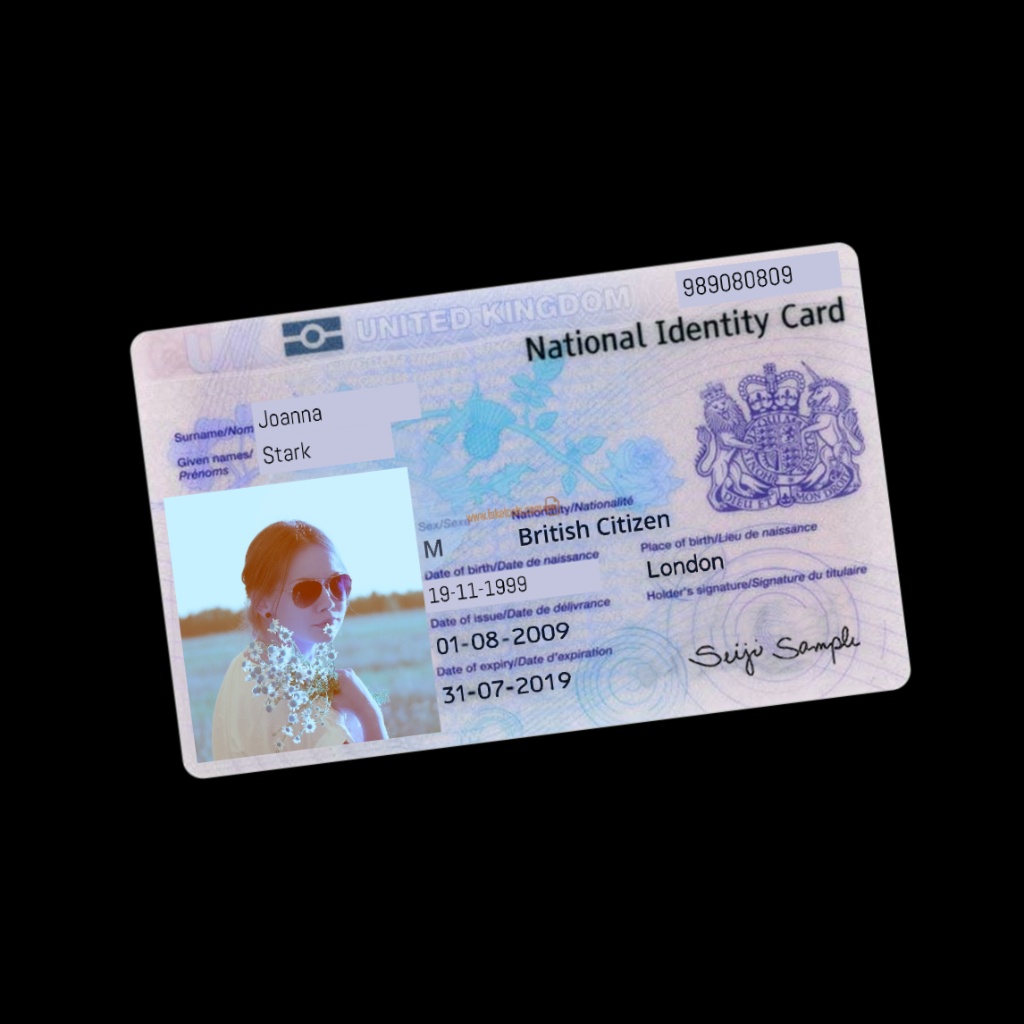 989080809
UNITED KINGDOM
National Identity Card
Surname/Nom
Joanna
Given names/
Prénoms
Stark
Sex/Sexe
Nationality/Nationalité
M
British Citizen
Date of birth/Date de naissance
Place of birth/Lieu de naissance
19-11-1999
London
Date of issue/Date de délivrance
Holder's signature/Signature du titulaire
01-08-2009
Seiji Sample
Date of expiry/Date d'expiration
31-07-2019
DIEU ET MON DROIT